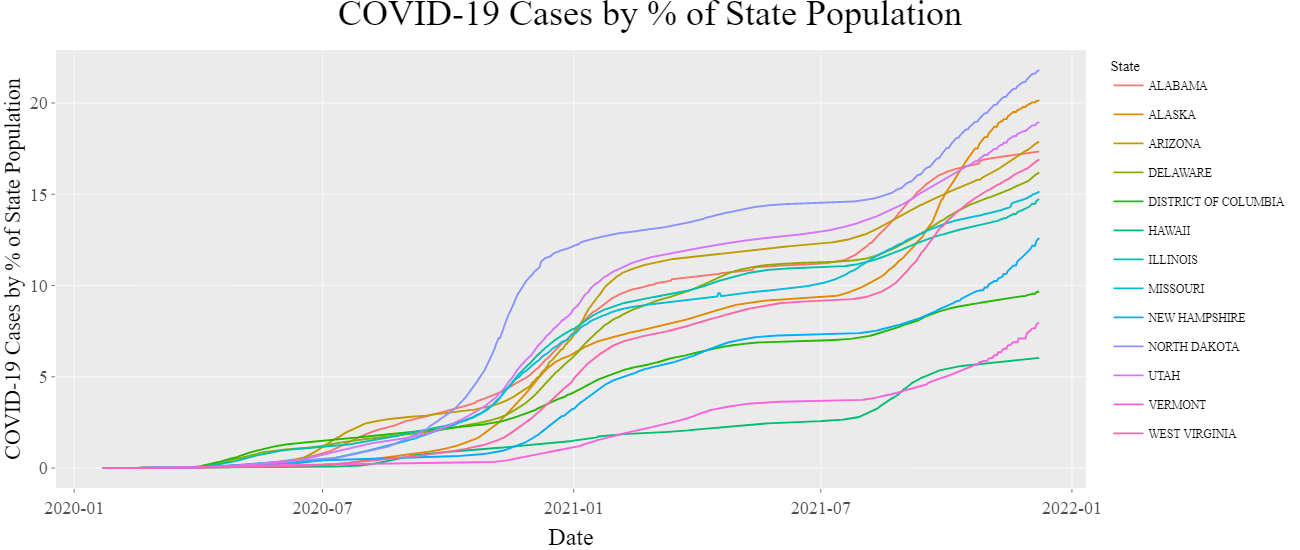 COVID-19 Cases by % of State Population
COVID-19 Cases by % of State Population
20
15
10
5
0
2020-01
2020-07
2021-01
2021-07
2022-01
Date
State
ALABAMA
ALASKA
ARIZONA
DELAWARE
DISTRICT OF COLUMBIA
HAWAII
ILLINOIS
MISSOURI
NEW HAMPSHIRE
NORTH DAKOTA
UTAH
VERMONT
WEST VIRGINIA